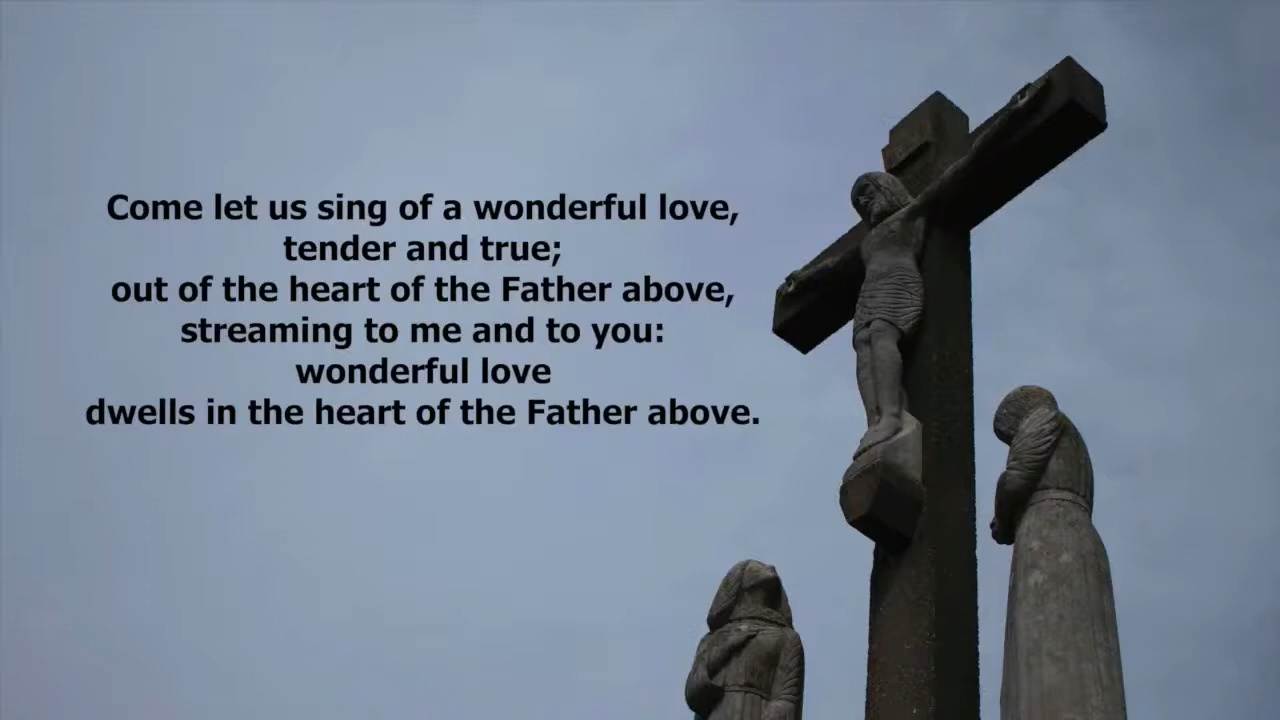 Come let us sing of a wonderful love,
tender and true;
out of the heart of the Father above,
streaming to me and to you:
wonderful love
dwells in the heart of the Father above.